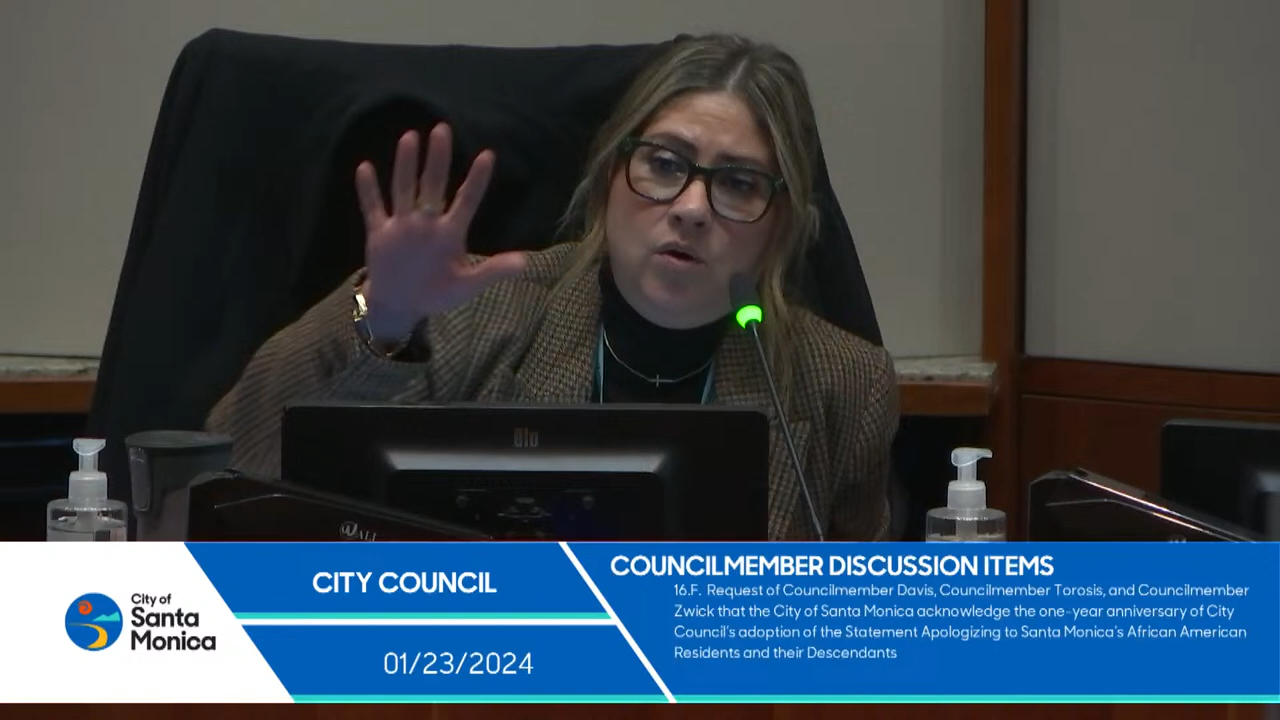 elo
City of
Santa
Monica
CITY COUNCIL
01/23/2024
COUNCILMEMBER DISCUSSION ITEMS
16.F. Request of Councilmember Davis, Councilmember Torosis, and Councilmember
Zwick that the City of Santa Monica acknowledge the one-year anniversary of City
Council's adoption of the Statement Apologizing to Santa Monica's African American
Residents and their Descendants